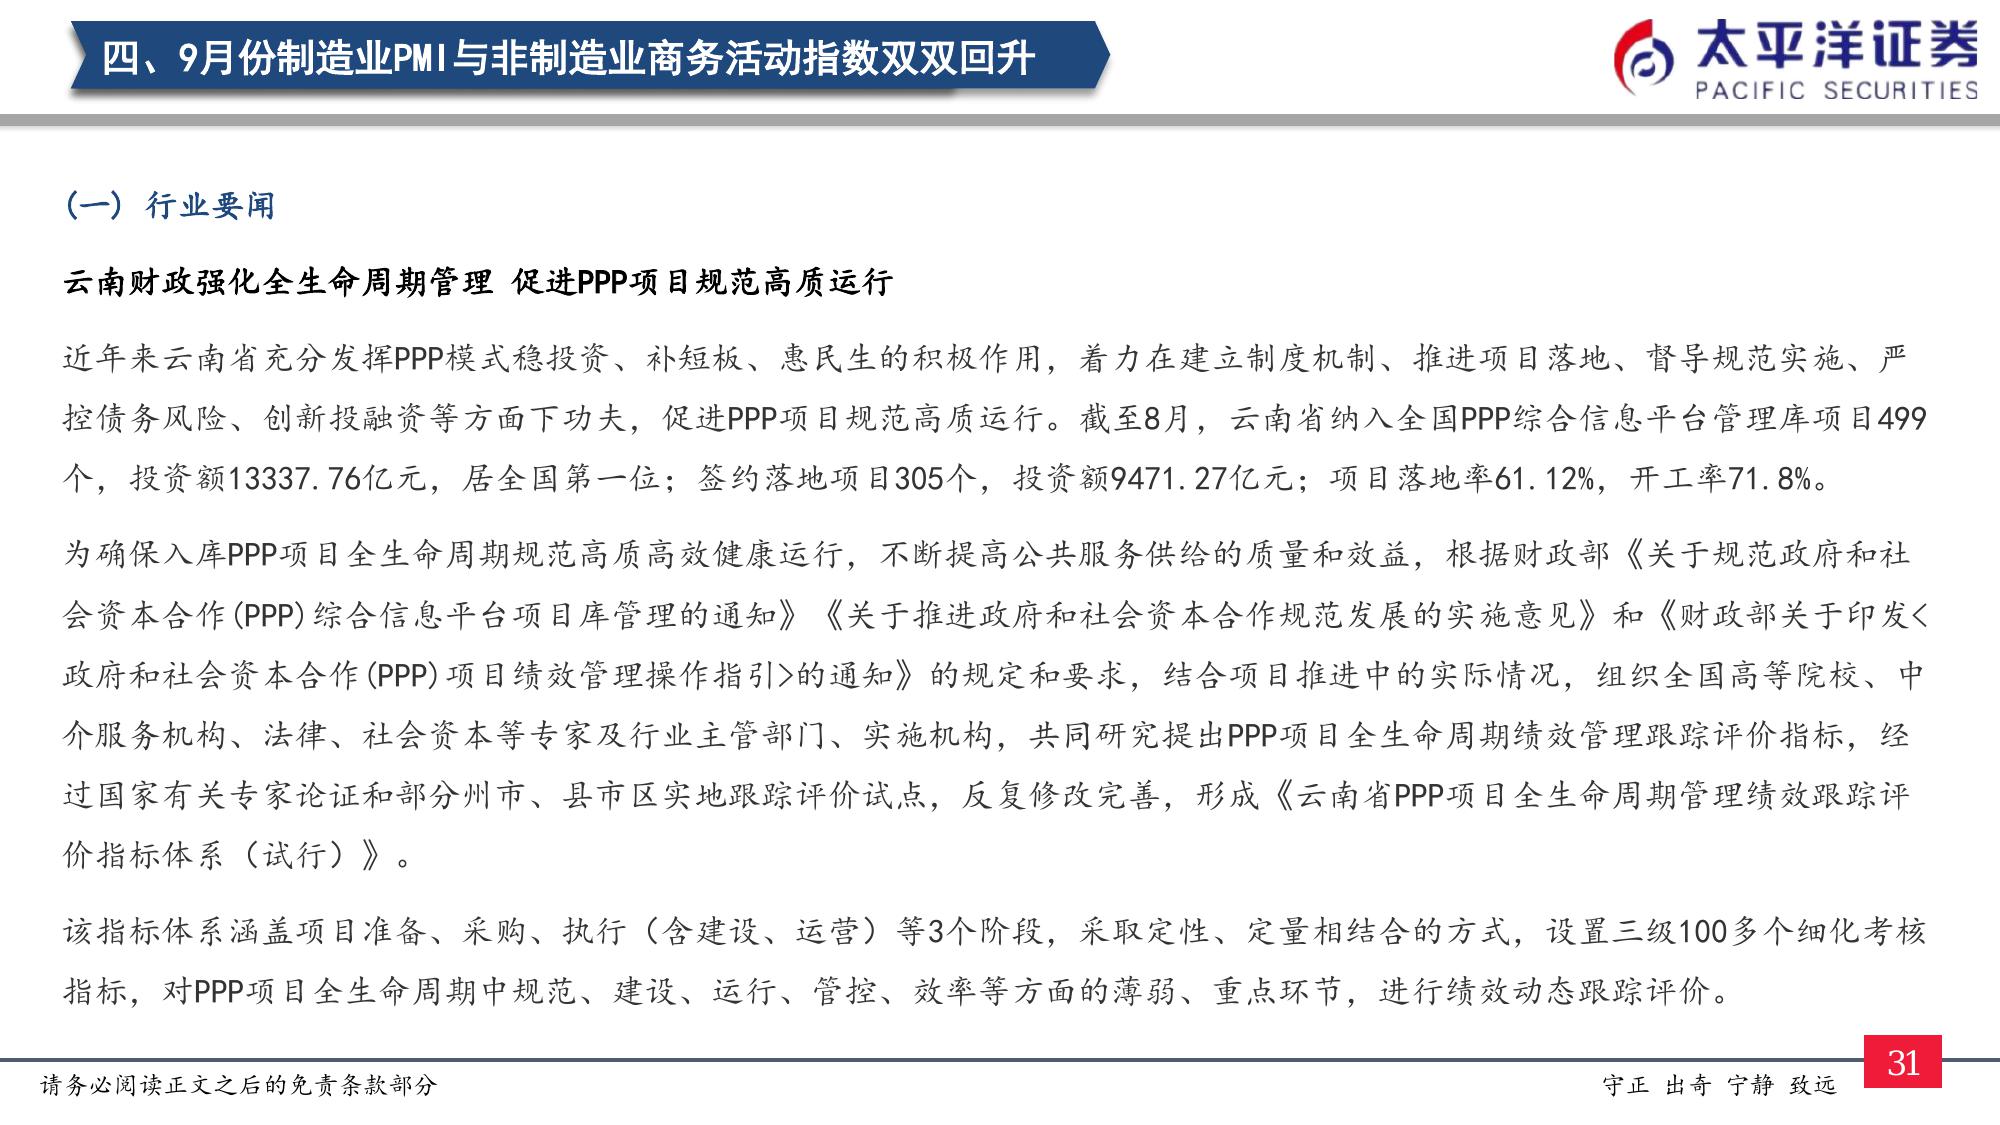 四、9月份制造业PMI与非制造业商务活动指数双双回升
太平洋证券
PACIFIC SECURITIES
(一) 行业要闻
云南财政强化全生命周期管理 促进PPP项目规范高质运行
近年来云南省充分发挥PPP模式稳投资、补短板、惠民生的积极作用，着力在建立制度机制、推进项目落地、督导规范实施、严
控债务风险、创新投融资等方面下功夫，促进PPP项目规范高质运行。截至8月，云南省纳入全国PPP综合信息平台管理库项目499
个，投资额13337.76亿元，居全国第一位；签约落地项目305个，投资额9471.27亿元；项目落地率61.12%，开工率71.8%。
为确保入库PPP项目全生命周期规范高质高效健康运行，不断提高公共服务供给的质量和效益，根据财政部《关于规范政府和社
会资本合作(PPP)综合信息平台项目库管理的通知》《关于推进政府和社会资本合作规范发展的实施意见》和《财政部关于印发<
政府和社会资本合作(PPP)项目绩效管理操作指引>的通知》的规定和要求，结合项目推进中的实际情况，组织全国高等院校、中
介服务机构、法律、社会资本等专家及行业主管部门、实施机构，共同研究提出PPP项目全生命周期绩效管理跟踪评价指标，经
过国家有关专家论证和部分州市、县市区实地跟踪评价试点，反复修改完善，形成《云南省PPP项目全生命周期管理绩效跟踪评
价指标体系（试行）》。
该指标体系涵盖项目准备、采购、执行（含建设、运营）等3个阶段，采取定性、定量相结合的方式，设置三级100多个细化考核
指标，对PPP项目全生命周期中规范、建设、运行、管控、效率等方面的薄弱、重点环节，进行绩效动态跟踪评价。
请务必阅读正文之后的免责条款部分
守正 出奇 宁静 致远
31